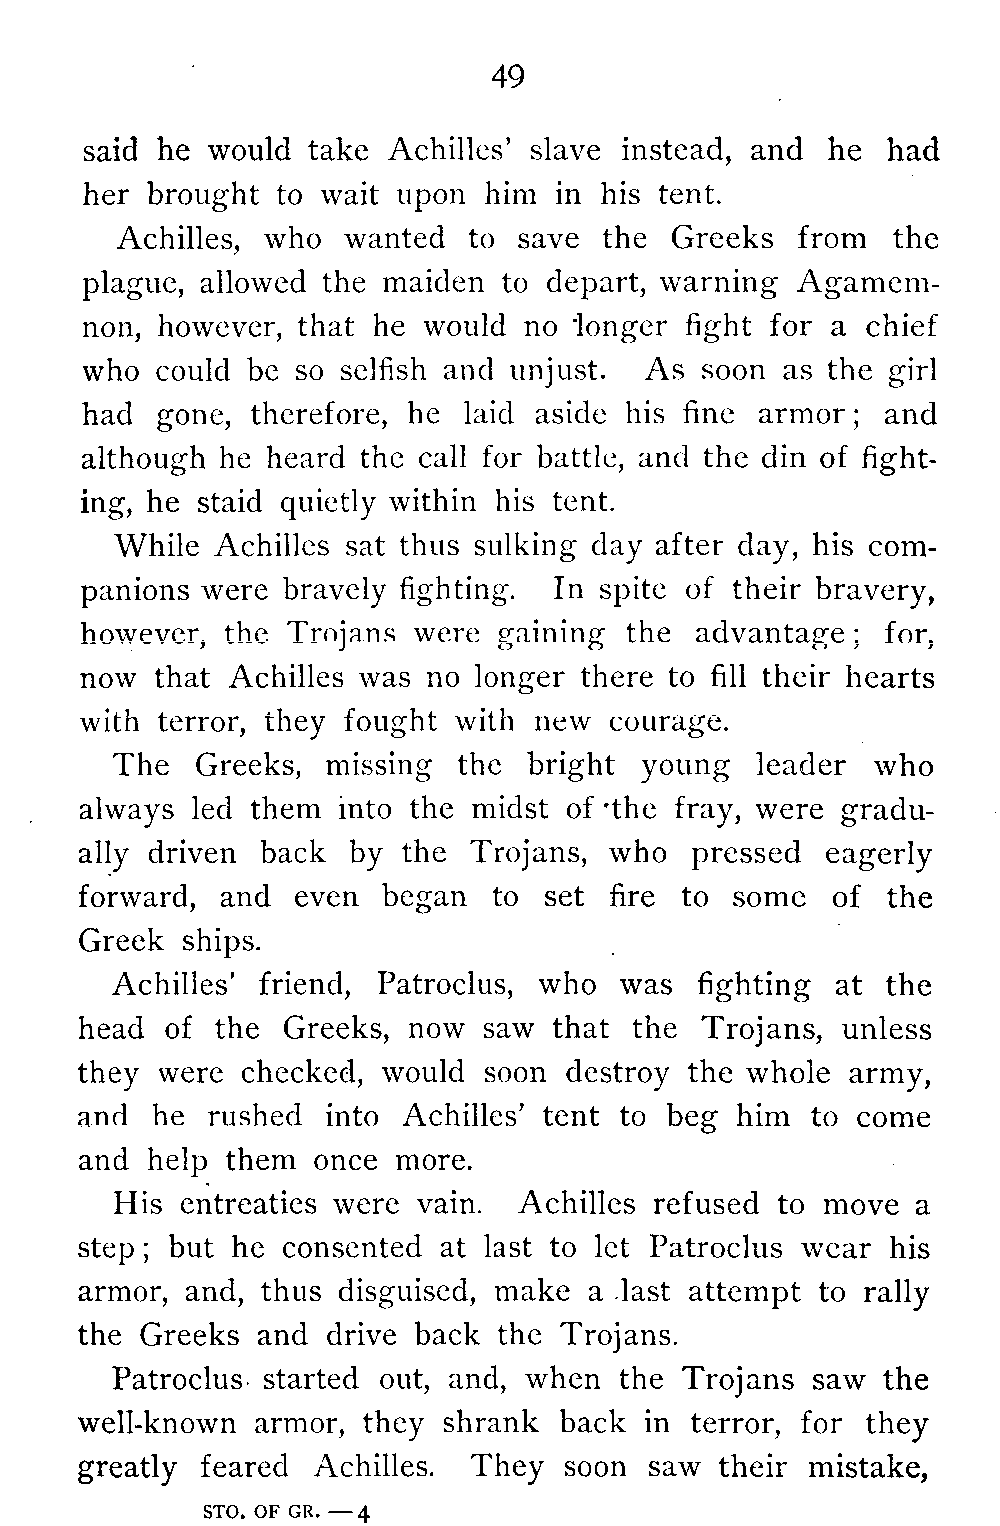 49
said he would take Achilles' slave instead, and he had
her brought to wait upon him in his tent.
Achilles, who wanted to save the Greeks from the
plague, allowed the maiden to depart, warning Agamem-
non, however, that he would no longer fight for a chief
who could be so selfish and unjust. As soon as the girl
had gone, therefore, he laid aside his fine armor; and
although he heard the call for battle, and the din of fight-
ing, he staid quietly within his tent.
While Achilles sat thus sulking day after day, his com-
panions were bravely fighting. In spite of their bravery,
however, the Trojans were gaining the advantage; for,
now that Achilles was no longer there to fill their hearts
with terror, they fought with new courage.
The Greeks, missing the bright young leader who
always led them into the midst of the fray, were gradu-
ally driven back by the Trojans, who pressed eagerly
forward, and even began to set fire to some of the
Greek ships.
Achilles' friend, Patroclus, who was fighting at the
head of the Greeks, now saw that the Trojans, unless
they were checked, would soon destroy the whole army,
and he rushed into Achilles' tent to beg him to come
and help them once more.
His entreaties were vain. Achilles refused to move a
step; but he consented at last to let Patroclus wear his
armor, and, thus disguised, make a last attempt to rally
the Greeks and drive back the Trojans.
Patroclus started out, and, when the Trojans saw the
well-known armor, they shrank back in terror, for they
greatly feared Achilles. They soon saw their mistake,
STO. OF GR. — 4